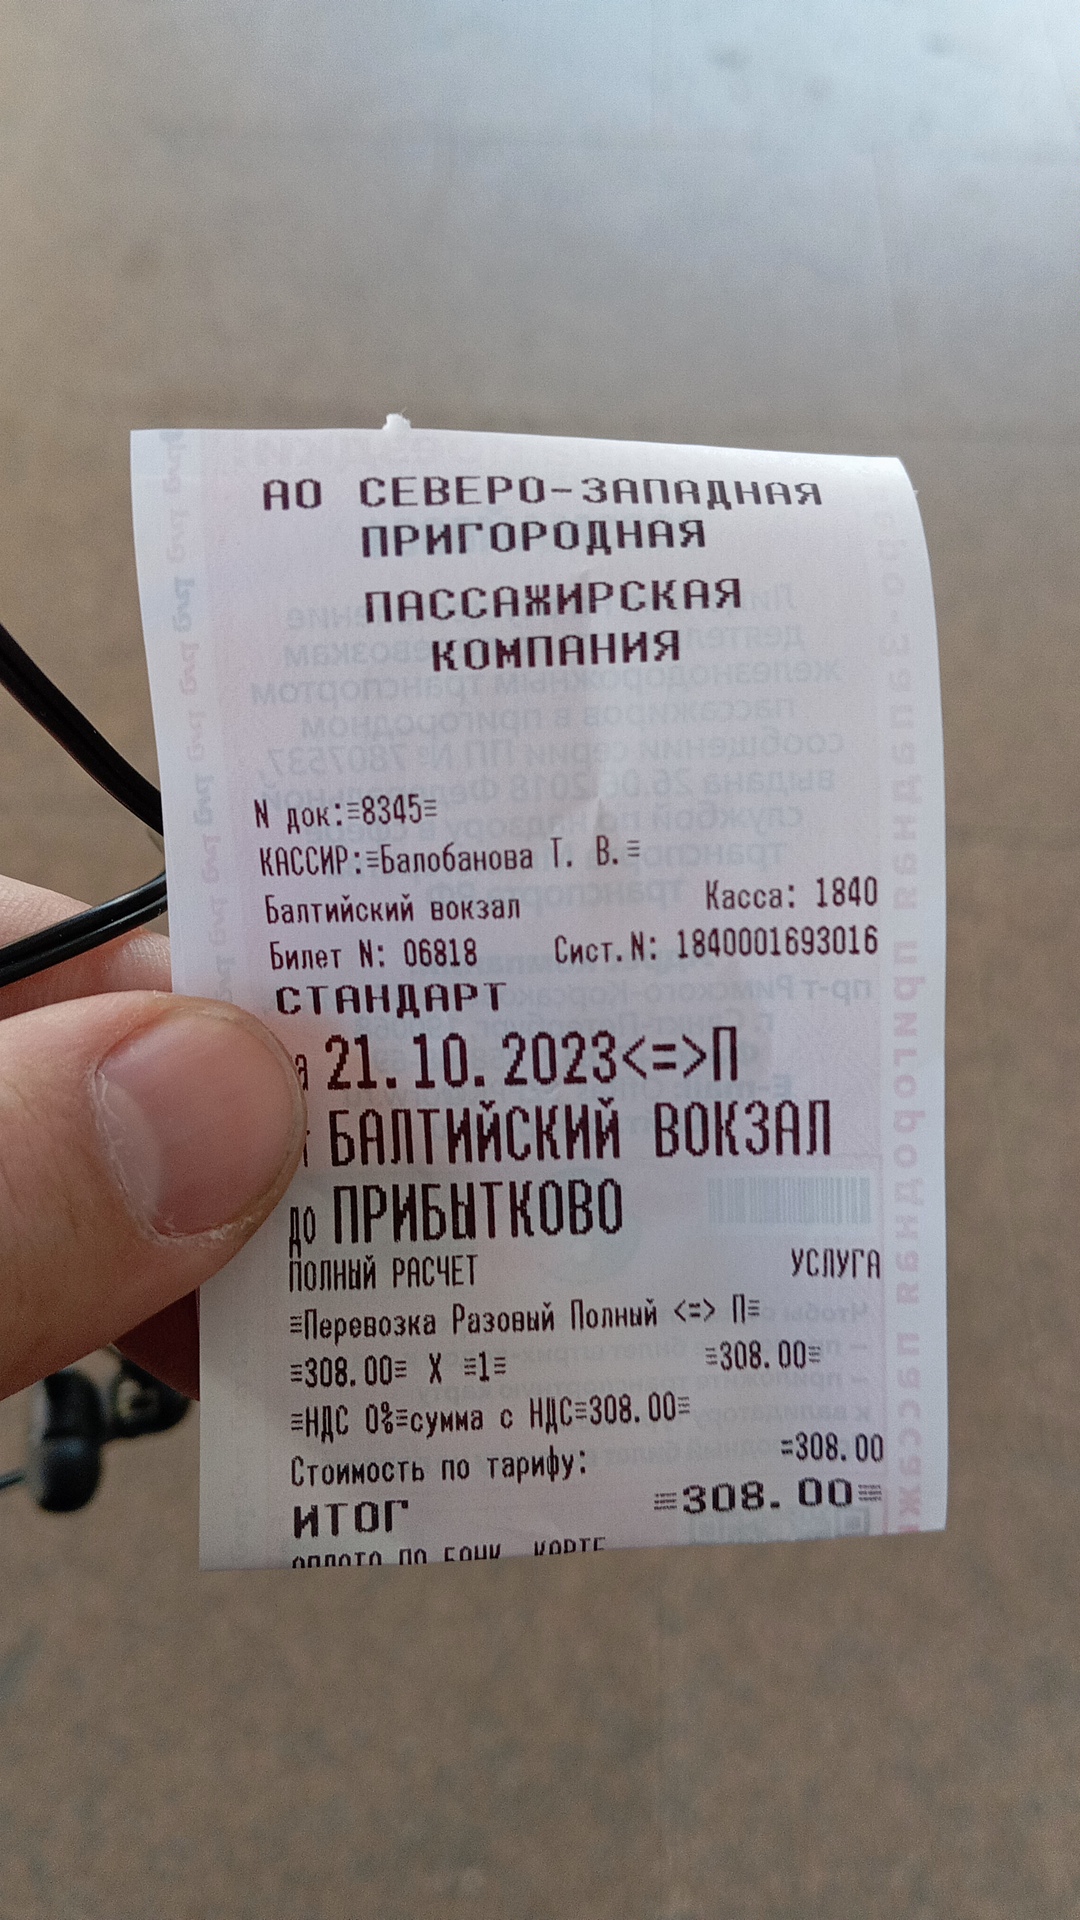 АО СЕВЕРО-ЗАПАДНАЯ
ПРИГОРОДНАЯ
ПАССАЖИРСКАЯ
КОМПАНИЯ
N док:≡8345≡
КАССИР:≡Балобанова Т. В.≡
Балтийский вокзал Касса: 1840
Билет N: 06818 Сист.N: 1840001693016
СТАНДАРТ
21.10.2023<=>П
БАЛТИЙСКИЙ ВОКЗАЛ
до ПРИБЫТКОВО
ПОЛНЫЙ РАСЧЕТ УСЛУГА
≡Перевозка Разовый Полный <=> П≡
≡308.00≡ X ≡1≡ ≡308.00≡
≡НДС 0%≡сумма с НДС≡308.00≡
Стоимость по тарифу: =308.00
ИТОГ ≡308.00≡